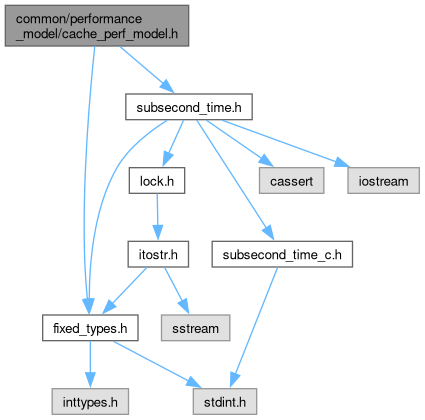 common/performance
_model/cache_perf_model.h
subsecond_time.h
lock.h
cassert
iostream
itostr.h
subsecond_time_c.h
fixed_types.h
sstream
inttypes.h
stdint.h